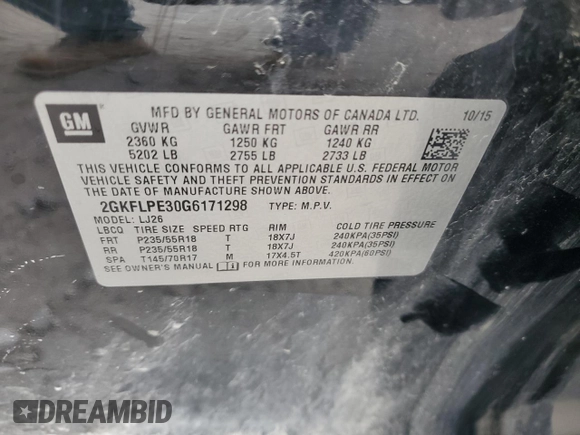 GM
MFD BY GENERAL MOTORS OF CANADA LTD. 10/15
GVWR GAWR FRT GAWR RR
2360 KG 1250 KG 1240 KG
5202 LB 2755 LB 2733 LB
THIS VEHICLE CONFORMS TO ALL APPLICABLE U.S. FEDERAL MOTOR
VEHICLE SAFETY AND THEFT PREVENTION STANDARDS IN EFFECT ON
THE DATE OF MANUFACTURE SHOWN ABOVE.
2GKFLPE30G6171298 TYPE: M.P.V.
MODEL: LJ26
LBCQ TIRE SIZE SPEED RTG RIM COLD TIRE PRESSURE
FRT P235/55R18 T 18X7J 240KPA(35PSI)
RR P235/55R18 T 18X7J 240KPA(35PSI)
SPA T145/70R17 M 17X4.5T 420KPA(60PSI)
SEE OWNER'S MANUAL i FOR MORE INFORMATION.
DREAMBID